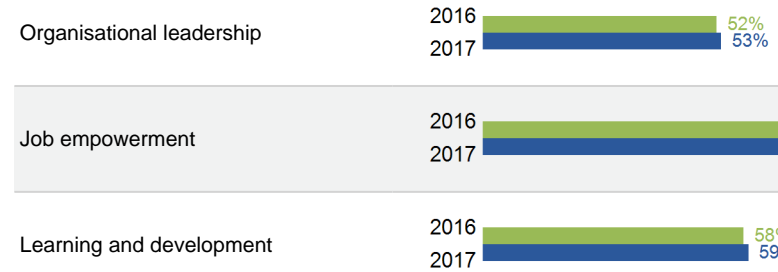 Organisational leadership
2016 52%
2017 53%
Job empowerment
2016
2017
Learning and development
2016 58%
2017 59